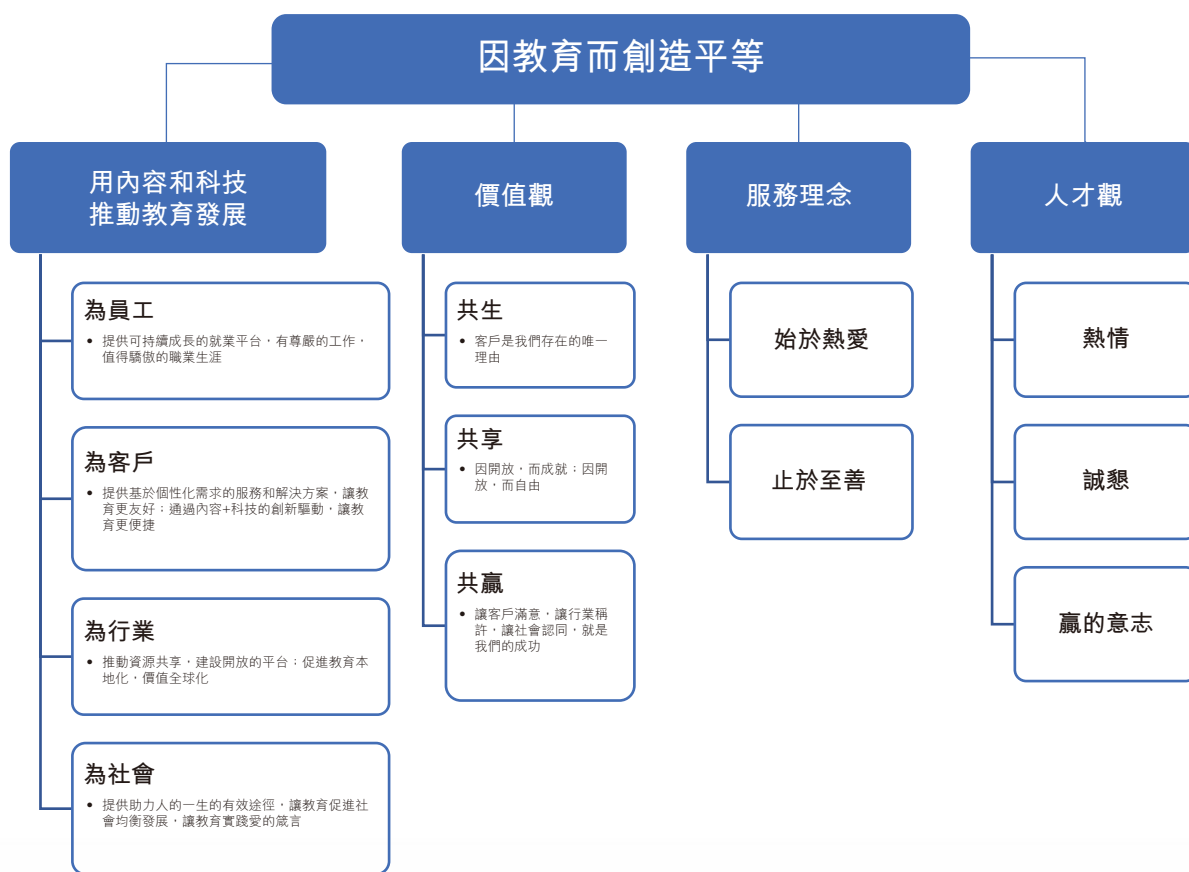 因教育而創造平等
用內容和科技
推動教育發展
為員工
• 提供可持續成長的就業平台，有尊嚴的工作，
值得驕傲的職業生涯
為客戶
• 提供基於個性化需求的服務和解決方案，讓教
育更友好；通過內容+科技的創新驅動，讓教
育更便捷
為行業
• 推動資源共享，建設開放的平台；促進教育本
地化，價值全球化
為社會
• 提供助力人的一生的有效途徑，讓教育促進社
會均衡發展，讓教育實踐愛的箴言
價值觀
共生
• 客戶是我們存在的唯一
理由
共享
• 因開放，而成就；因開
放，而自由
共贏
• 讓客戶滿意，讓行業稱
許，讓社會認同，就是
我們的成功
服務理念
始於熱愛
止於至善
人才觀
熱情
誠懇
贏的意志